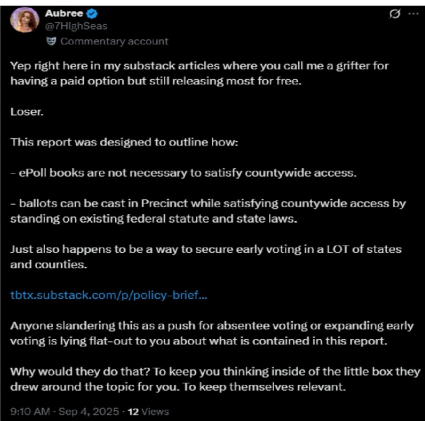 Aubree
@7HighSeas
Commentary account
Yep right here in my substack articles where you call me a grifter for
having a paid option but still releasing most for free.
Loser.
This report was designed to outline how:
- ePoll books are not necessary to satisfy countywide access.
- ballots can be cast in Precinct while satisfying countywide access by
standing on existing federal statute and state laws.
Just also happens to be a way to secure early voting in a LOT of states
and counties.
tbtx.substack.com/p/policy-brief...
Anyone slandering this as a push for absentee voting or expanding early
voting is lying flat-out to you about what is contained in this report.
Why would they do that? To keep you thinking inside of the little box they
drew around the topic for you. To keep themselves relevant.
9:10 AM · Sep 4, 2025 · 12 Views